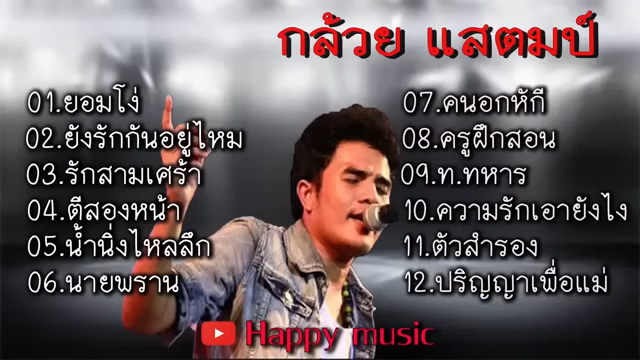 กล้วย แสตมป์
01.ยอมโง่
02.ยังรักกันอยู่ไหม
03.รักสามเศร้า
04.ตีสองหน้า
05.น้ำนิ่งไหลลึก
06.นายพราน
07.คนอกหักี
08.ครูฝึกสอน
09.ท.ทหาร
10.ความรักเอายังไง
11.ตัวสำรอง
12.ปริญญาเพื่อแม่
Happy music